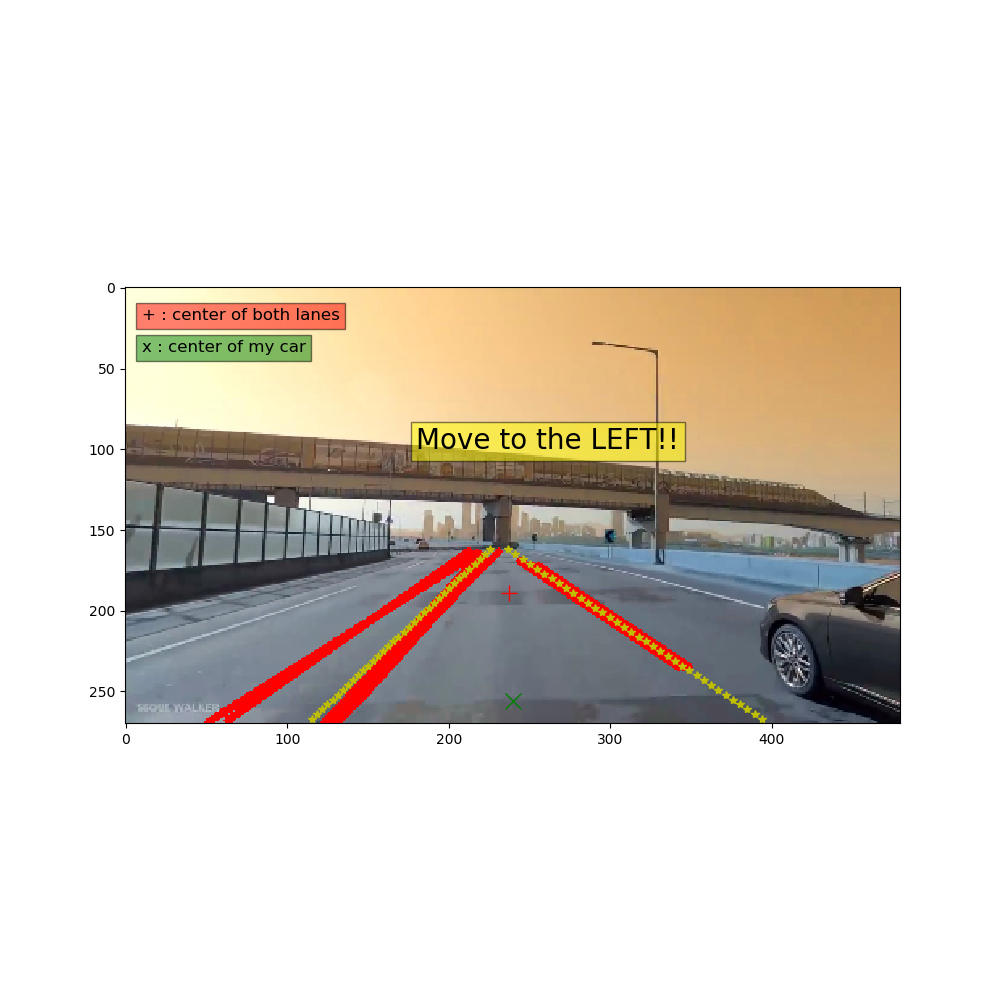 0
+ : center of both lanes
x : center of my car
50
Move to the LEFT!!
100
150
200
250
SEOUL WALKER
0 100 200 300 400